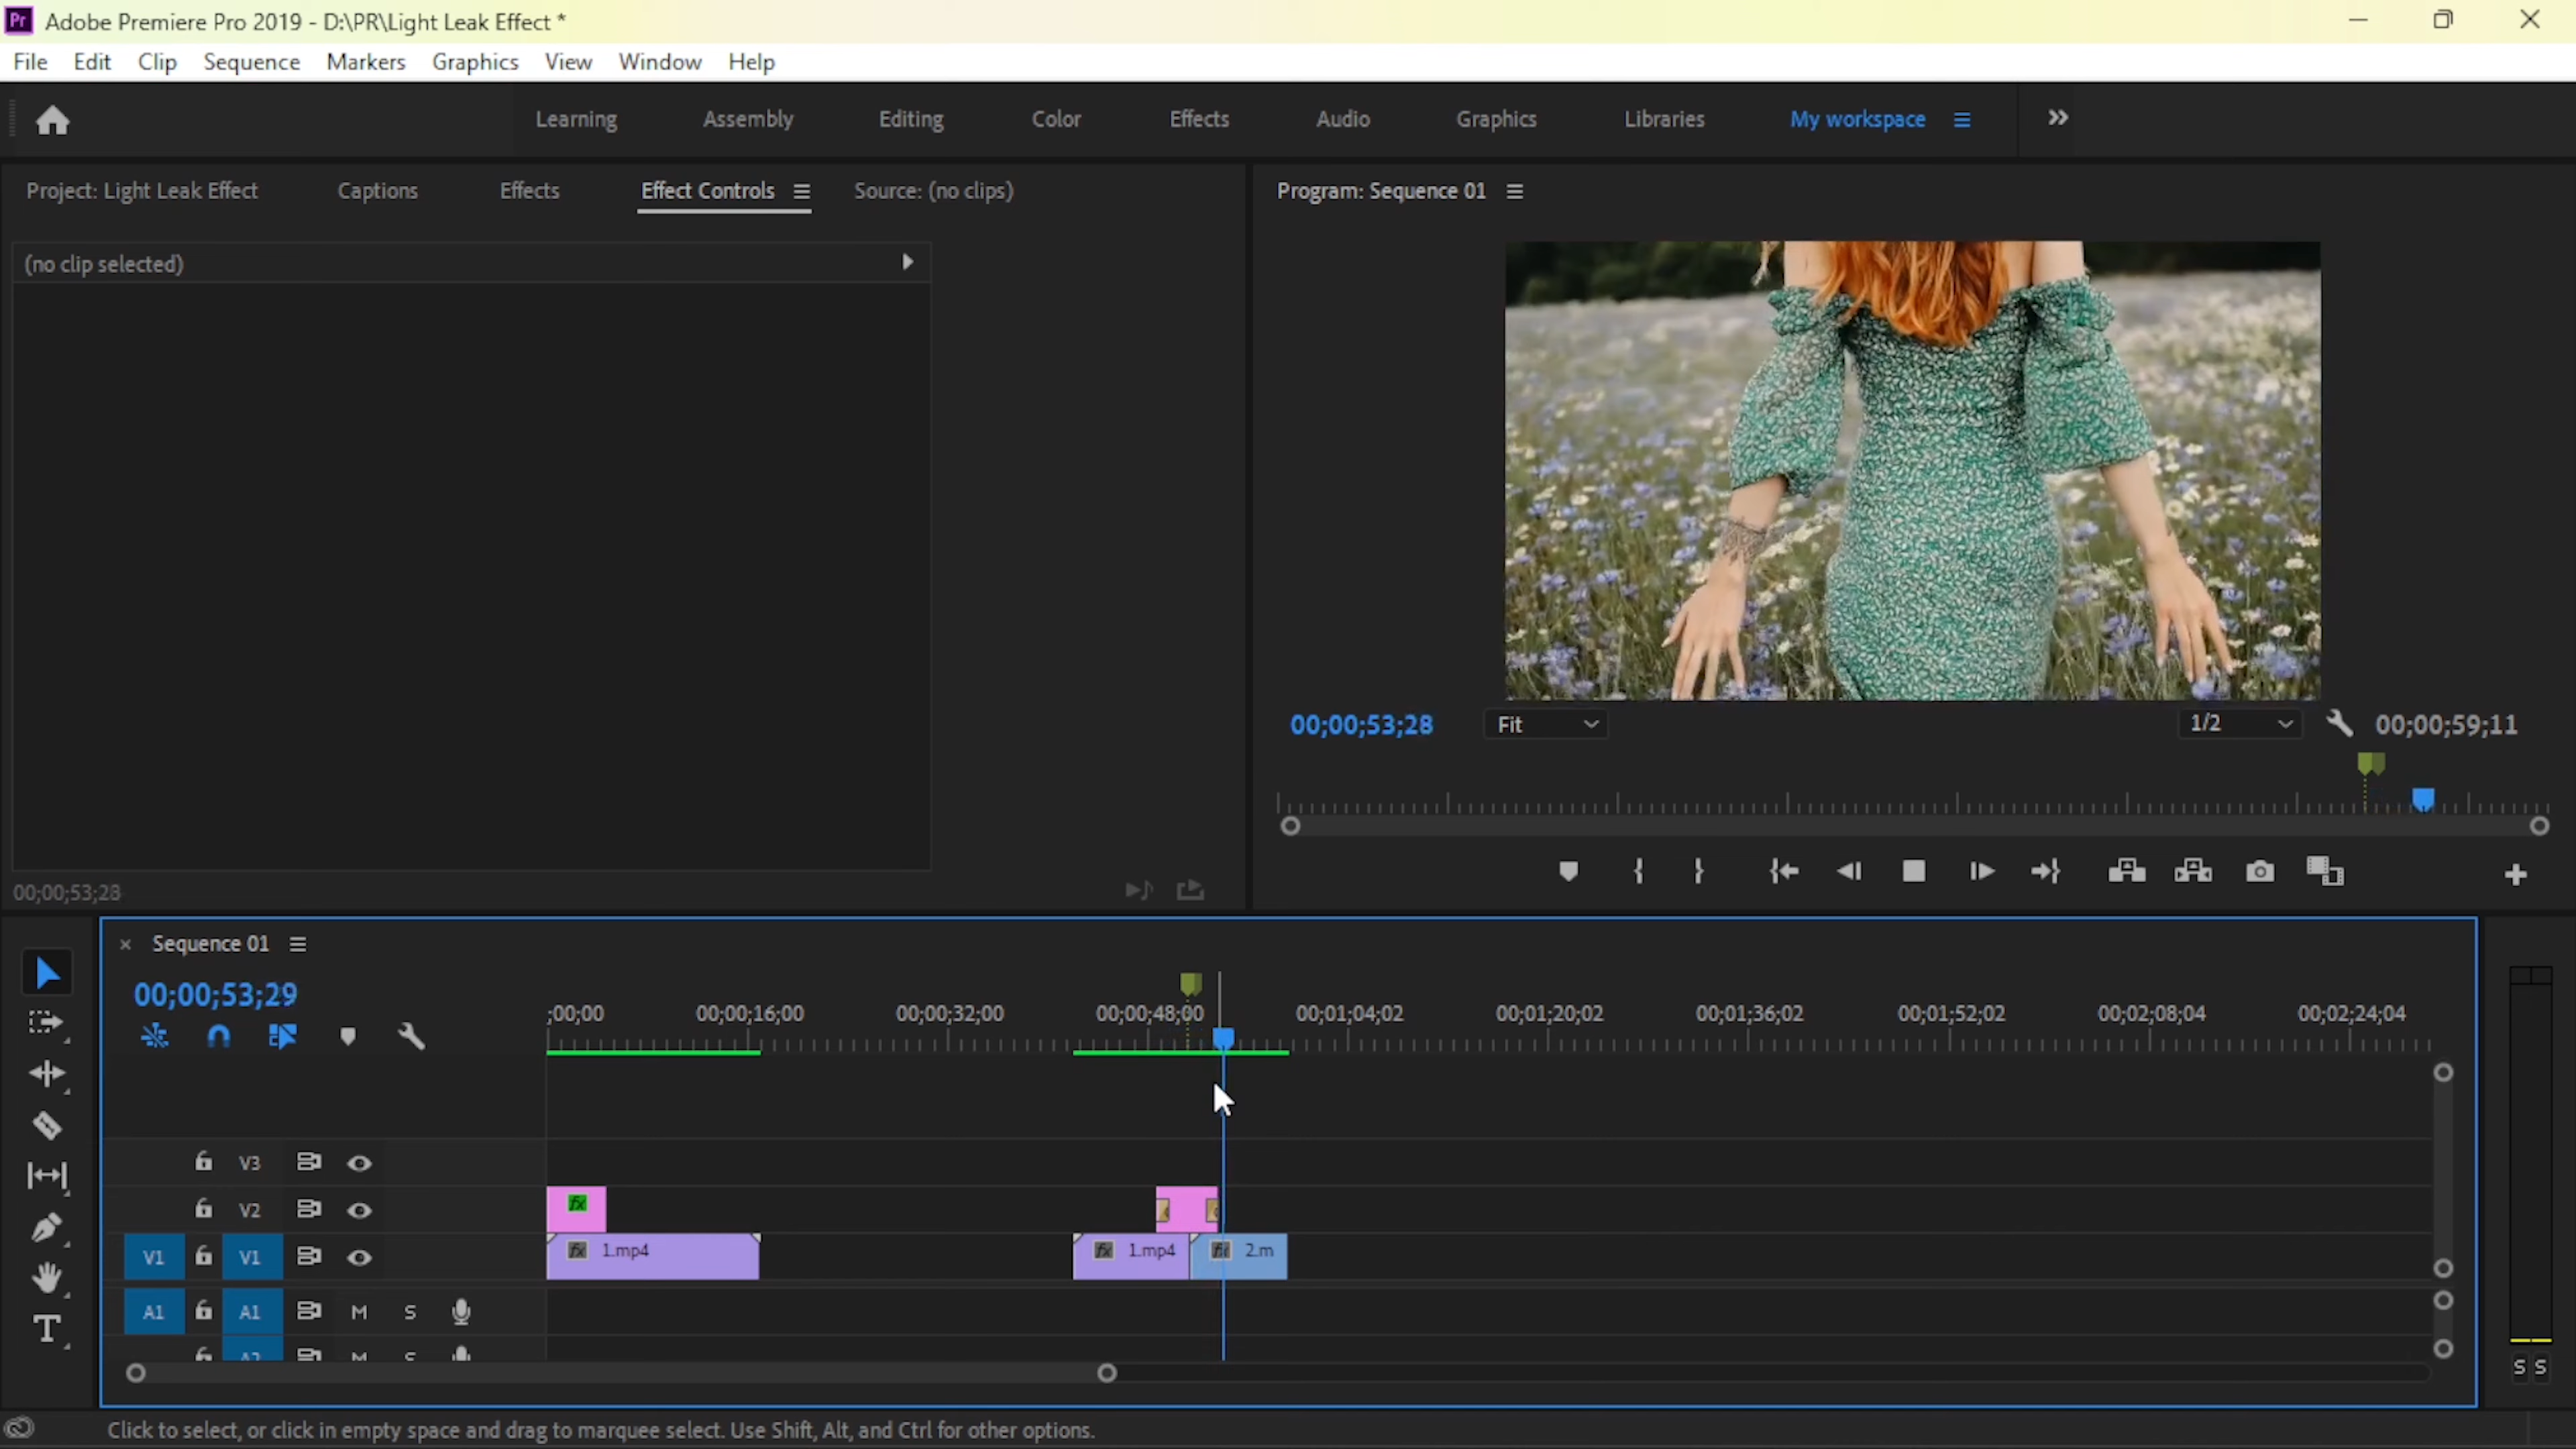 Pr Adobe Premiere Pro 2019 - D:\PR\Light Leak Effect *
File Edit Clip Sequence Markers Graphics View Window Help
Learning Assembly Editing Color Effects Audio Graphics Libraries My workspace
Project: Light Leak Effect Captions Effects Effect Controls Source: (no clips)
Program: Sequence 01
(no clip selected)
00;00;53;28 Fit 1/2 00;00;59;11
00;00;53;28
Sequence 01
00;00;53;29
;00;00 00;00;16;00 00;00;32;00 00;00;48;00 00;01;04;02 00;01;20;02 00;01;36;02 00;01;52;02 00;02;08;04 00;02;24;04
V3
V2 fx
V1 V1 fx 1.mp4 fx 1.mp4 fx 2.m
A1 A1 M S
A2 M S
S S
Click to select, or click in empty space and drag to marquee select. Use Shift, Alt, and Ctrl for other options.